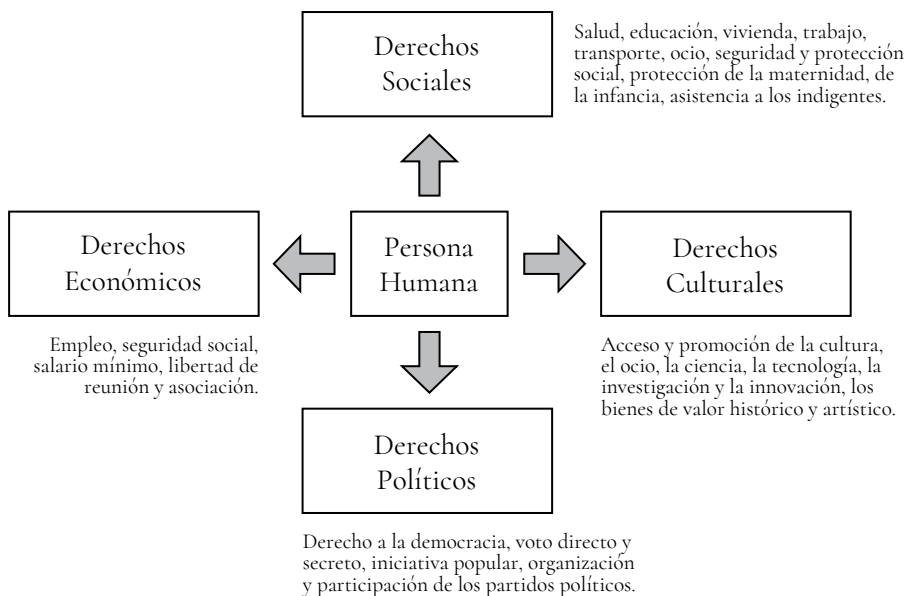 Derechos
Sociales
Salud, educación, vivienda, trabajo,
transporte, ocio, seguridad y protección
social, protección de la maternidad, de
la infancia, asistencia a los indigentes.
Derechos
Económicos
Empleo, seguridad social,
salario mínimo, libertad de
reunión y asociación.
Persona
Humana
Derechos
Culturales
Acceso y promoción de la cultura,
el ocio, la ciencia, la tecnología, la
investigación y la innovación, los
bienes de valor histórico y artístico.
Derechos
Políticos
Derecho a la democracia, voto directo y
secreto, iniciativa popular, organización
y participación de los partidos políticos.